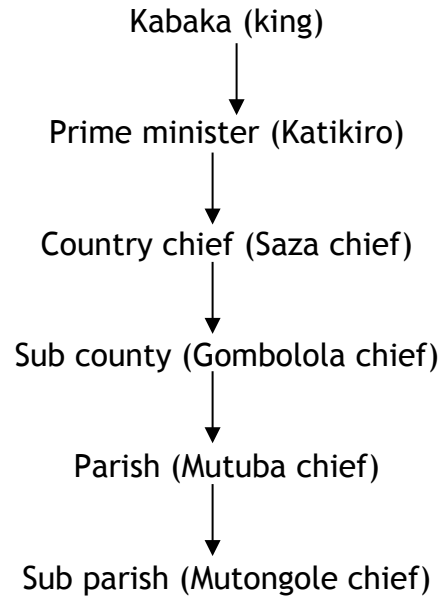 Kabaka (king)
Prime minister (Katikiro)
Country chief (Saza chief)
Sub county (Gombolola chief)
Parish (Mutuba chief)
Sub parish (Mutongole chief)